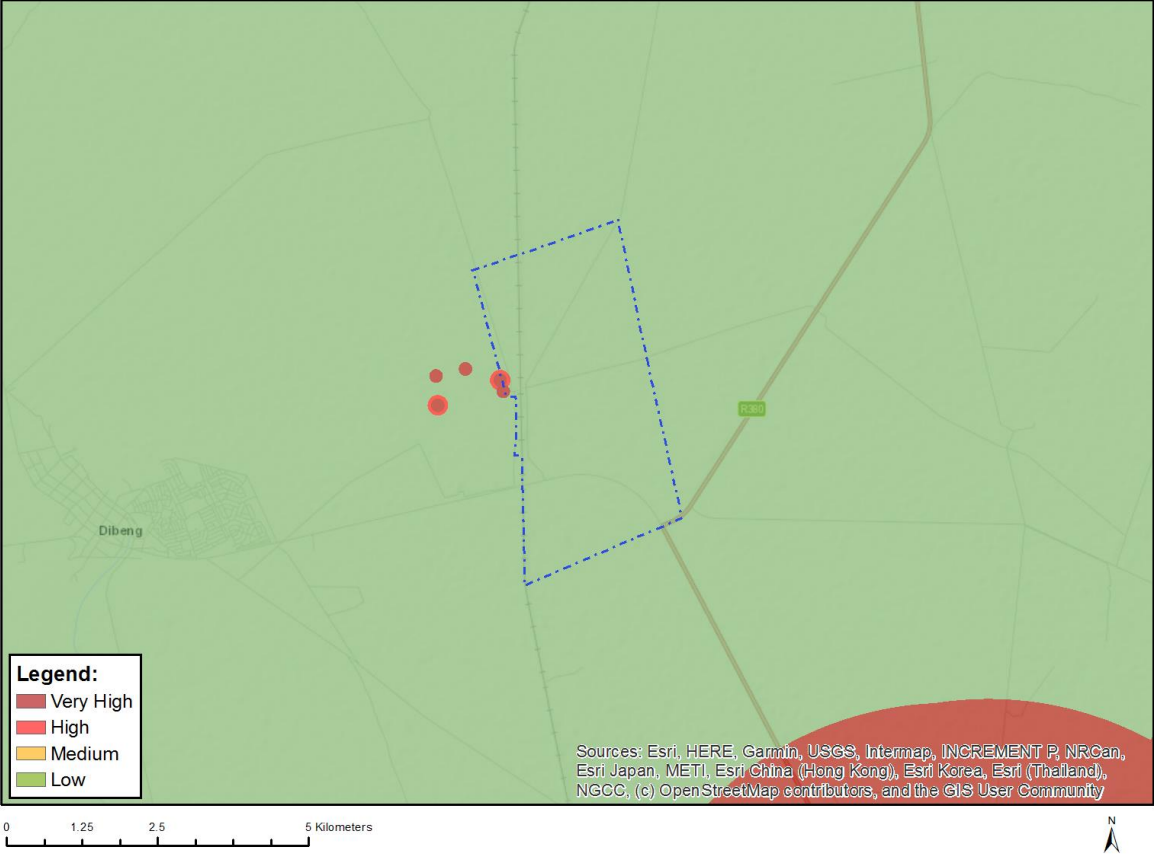 R380
Dibeng
Legend:
Very High
High
Medium
Low
Sources: Esri, HERE, Garmin, USGS, Intermap, INCREMENT P, NRCan,
Esri Japan, METI, Esri China (Hong Kong), Esri Korea, Esri (Thailand),
NGCC, (c) OpenStreetMap contributors, and the GIS User Community
0 1.25 2.5 5 Kilometers
N